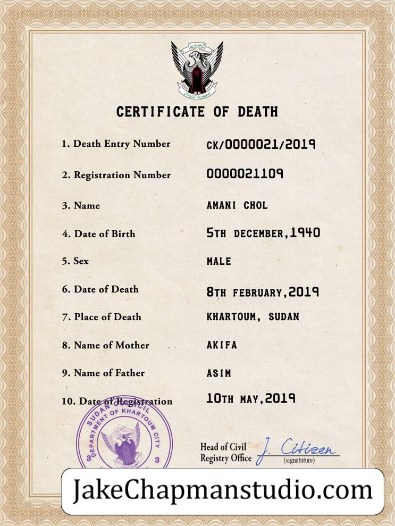 CERTIFICATE OF DEATH
1. Death Entry Number CK/0000021/2019
2. Registration Number 0000021109
3. Name AMANI CHOL
4. Date of Birth 5TH DECEMBER,1940
5. Sex MALE
6. Date of Death 8TH FEBRUARY,2019
7. Place of Death KHARTOUM, SUDAN
8. Name of Mother AKIFA
9. Name of Father ASIM
10. Date of Registration 10TH MAY,2019
DEPARTMENT OF KHARTOUM CITY
Head of Civil
Registry Office J. Citizen
JakeChapmanstudio.com